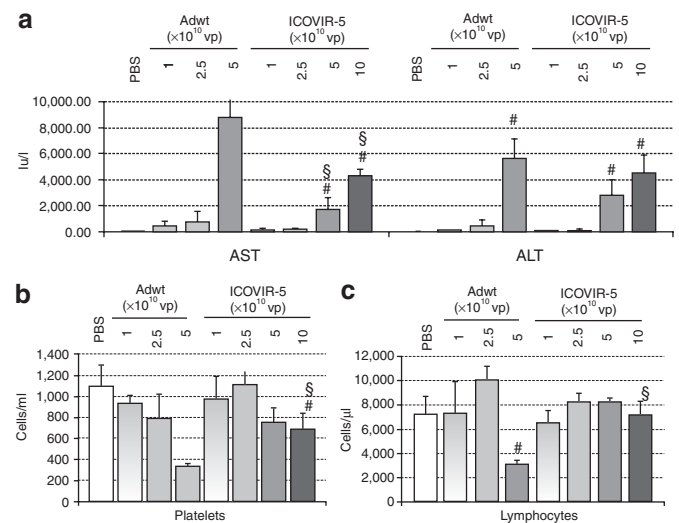 a
Adwt
(×10¹⁰ vp)
ICOVIR-5
(×10¹⁰ vp)
Adwt
(×10¹⁰ vp)
ICOVIR-5
(×10¹⁰ vp)
PBS 1 2.5 5 1 2.5 5 10 PBS 1 2.5 5 1 2.5 5 10
Iu/l
10,000.00
8,000.00
6,000.00
4,000.00
2,000.00
0.00
§
#
§
#
#
#
#
AST ALT
b
Adwt
(×10¹⁰ vp)
ICOVIR-5
(×10¹⁰ vp)
PBS 1 2.5 5 1 2.5 5 10
Cells/ml
1,400
1,200
1,000
800
600
400
200
0
§
#
Platelets
c
Adwt
(×10¹⁰ vp)
ICOVIR-5
(×10¹⁰ vp)
PBS 1 2.5 5 1 2.5 5 10
Cells/µl
12,000
10,000
8,000
6,000
4,000
2,000
0
#
§
Lymphocytes